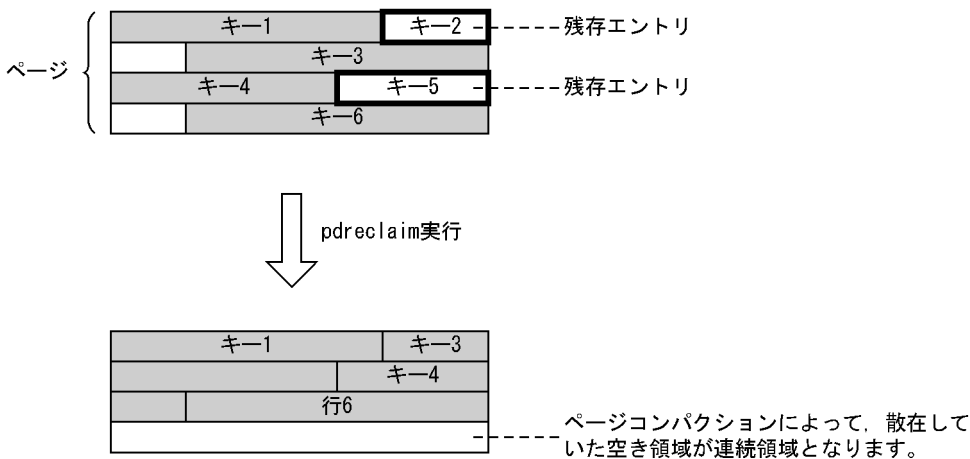 キー1 キー2 残存エントリ
キー3
ページ
キー4 キー5 残存エントリ
キー6
pdreclaim実行
キー1 キー3
キー4
行6
ページコンパクションによって，散在して
いた空き領域が連続領域となります。